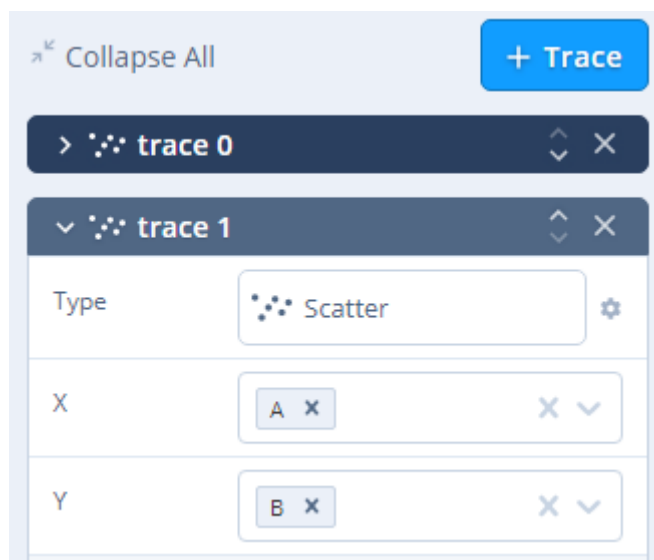 Collapse All
+ Trace
trace 0
trace 1
Type
Scatter
X
A
Y
B